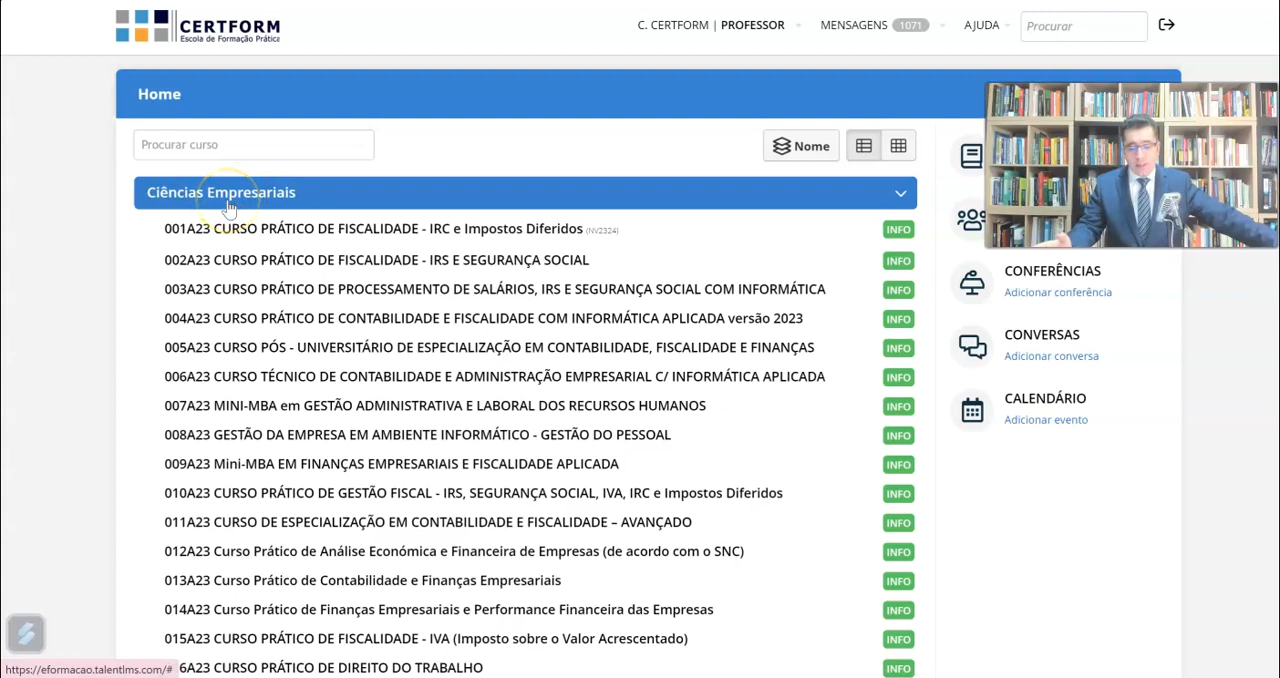 CERTFORM
Escola de Formação Prática
C. CERTFORM | PROFESSOR
MENSAGENS 1071
AJUDA
Procurar
Home
Procurar curso
Nome
Ciências Empresariais
001A23 CURSO PRÁTICO DE FISCALIDADE - IRC e Impostos Diferidos (NV2324) INFO
002A23 CURSO PRÁTICO DE FISCALIDADE - IRS E SEGURANÇA SOCIAL INFO
003A23 CURSO PRÁTICO DE PROCESSAMENTO DE SALÁRIOS, IRS E SEGURANÇA SOCIAL COM INFORMÁTICA INFO
004A23 CURSO PRÁTICO DE CONTABILIDADE E FISCALIDADE COM INFORMÁTICA APLICADA versão 2023 INFO
005A23 CURSO PÓS - UNIVERSITÁRIO DE ESPECIALIZAÇÃO EM CONTABILIDADE, FISCALIDADE E FINANÇAS INFO
006A23 CURSO TÉCNICO DE CONTABILIDADE E ADMINISTRAÇÃO EMPRESARIAL C/ INFORMÁTICA APLICADA INFO
007A23 MINI-MBA em GESTÃO ADMINISTRATIVA E LABORAL DOS RECURSOS HUMANOS INFO
008A23 GESTÃO DA EMPRESA EM AMBIENTE INFORMÁTICO - GESTÃO DO PESSOAL INFO
009A23 Mini-MBA EM FINANÇAS EMPRESARIAIS E FISCALIDADE APLICADA INFO
010A23 CURSO PRÁTICO DE GESTÃO FISCAL - IRS, SEGURANÇA SOCIAL, IVA, IRC e Impostos Diferidos INFO
011A23 CURSO DE ESPECIALIZAÇÃO EM CONTABILIDADE E FISCALIDADE – AVANÇADO INFO
012A23 Curso Prático de Análise Económica e Financeira de Empresas (de acordo com o SNC) INFO
013A23 Curso Prático de Contabilidade e Finanças Empresariais INFO
014A23 Curso Prático de Finanças Empresariais e Performance Financeira das Empresas INFO
015A23 CURSO PRÁTICO DE FISCALIDADE - IVA (Imposto sobre o Valor Acrescentado) INFO
6A23 CURSO PRÁTICO DE DIREITO DO TRABALHO INFO
CONFERÊNCIAS
Adicionar conferência
CONVERSAS
Adicionar conversa
CALENDÁRIO
Adicionar evento
https://eformacao.talentlms.com/#